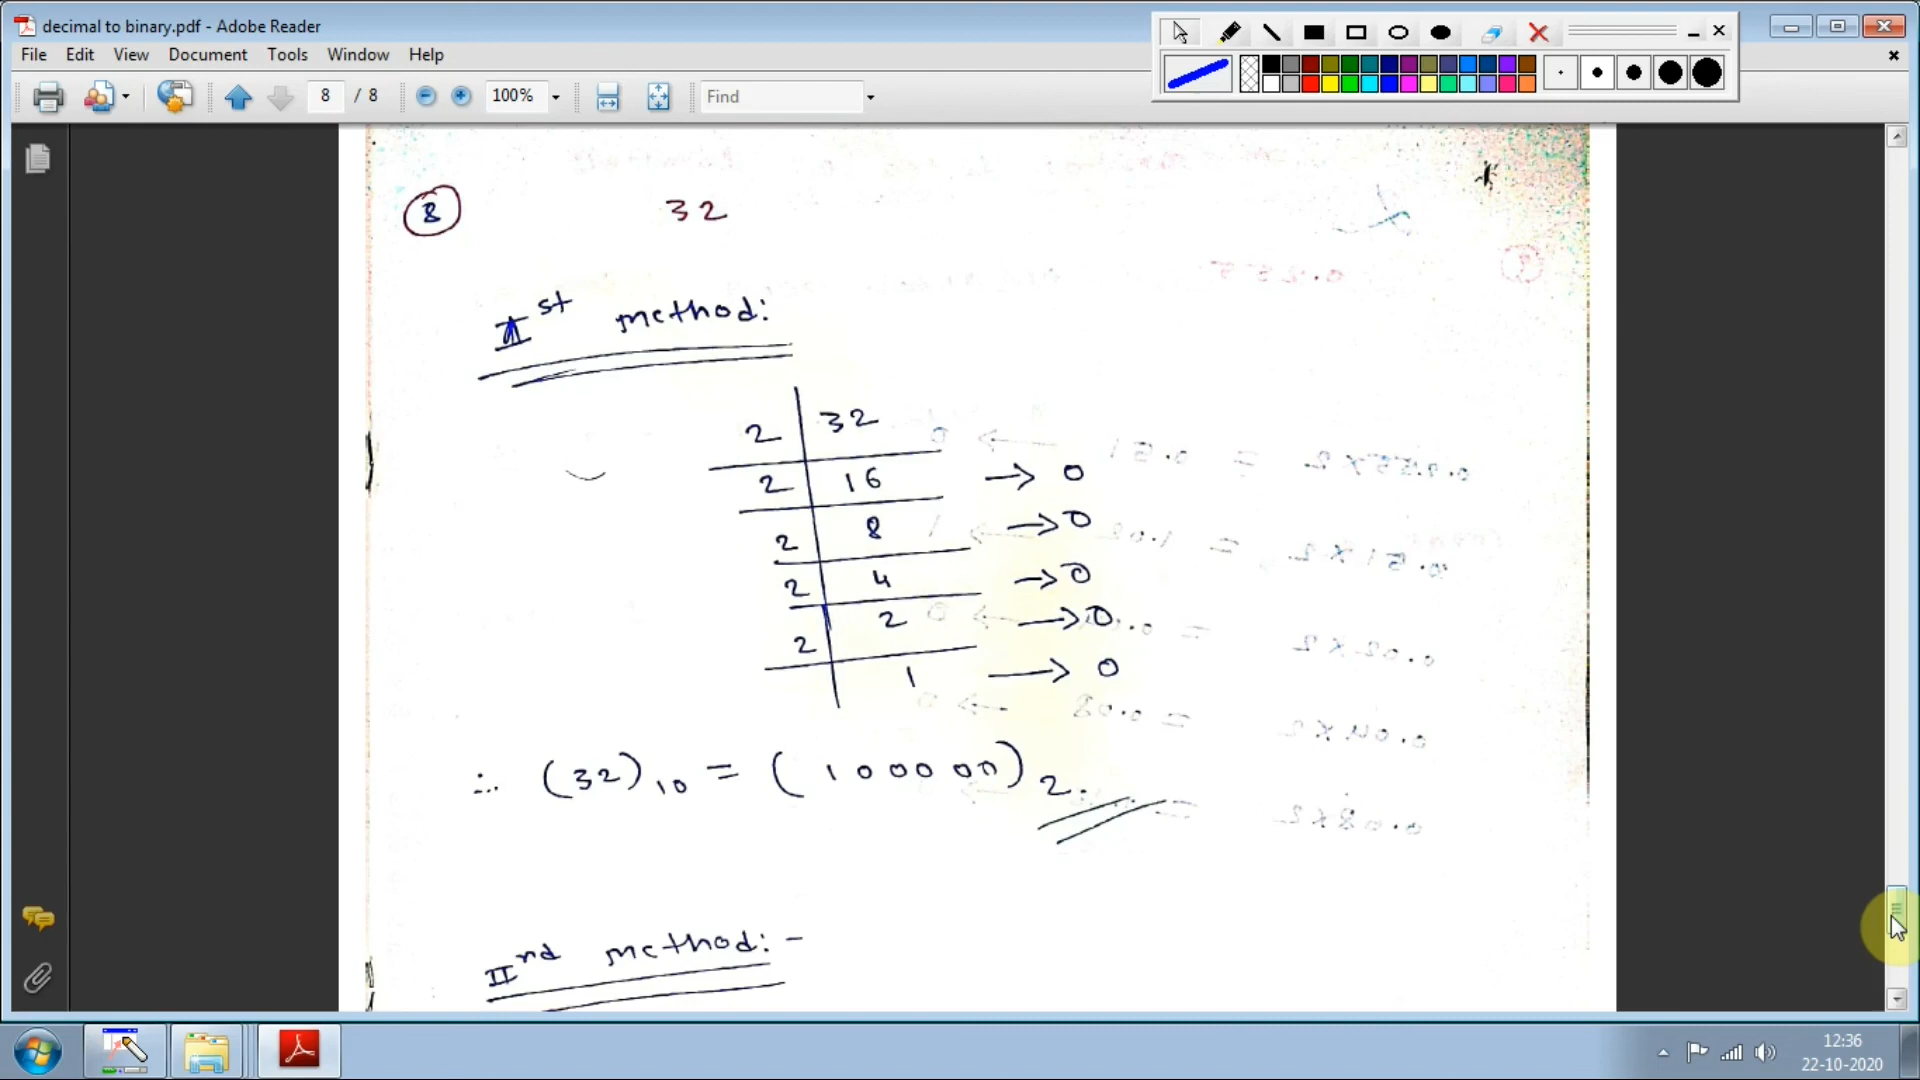 decimal to binary.pdf - Adobe Reader
File Edit View Document Tools Window Help
8 / 8 100% Find
8 32
Ist method:
2 32
2 16 → 0
2 8 → 0
2 4 → 0
2 2 → 0
1 → 0
∴ (32)10 = (100000)2.
IInd method:-
12:36
22-10-2020